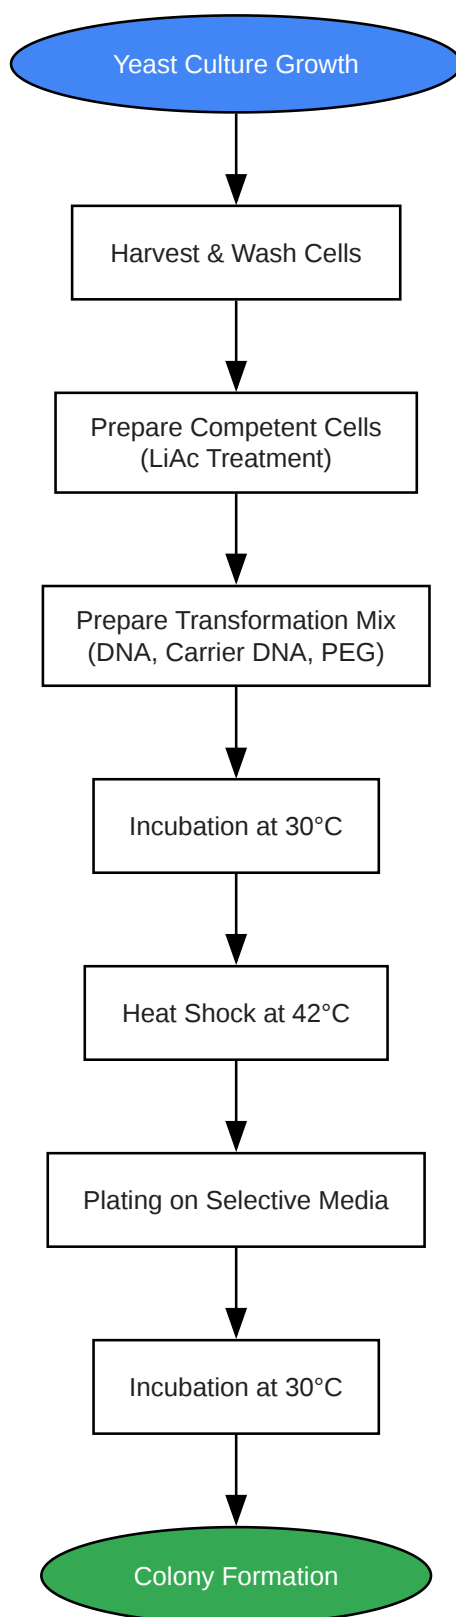 Yeast Culture Growth
Harvest & Wash Cells
Prepare Competent Cells
(LiAc Treatment)
Prepare Transformation Mix
(DNA, Carrier DNA, PEG)
Incubation at 30°C
Heat Shock at 42°C
Plating on Selective Media
Incubation at 30°C
Colony Formation